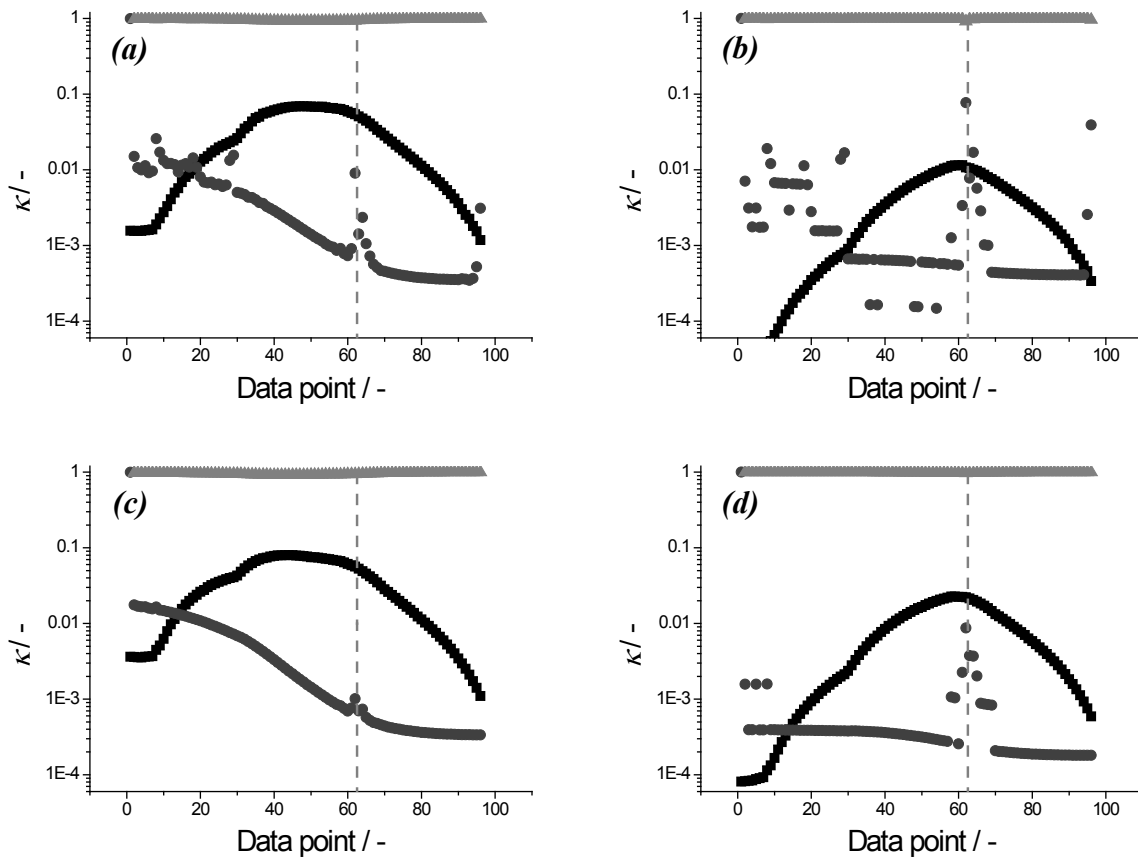 1
0.1
0.01
1E-3
1E-4
κ / -
(a)
0 20 40 60 80 100
Data point / -
1
0.1
0.01
1E-3
1E-4
κ / -
(b)
0 20 40 60 80 100
Data point / -
1
0.1
0.01
1E-3
1E-4
κ / -
(c)
0 20 40 60 80 100
Data point / -
1
0.1
0.01
1E-3
1E-4
κ / -
(d)
0 20 40 60 80 100
Data point / -